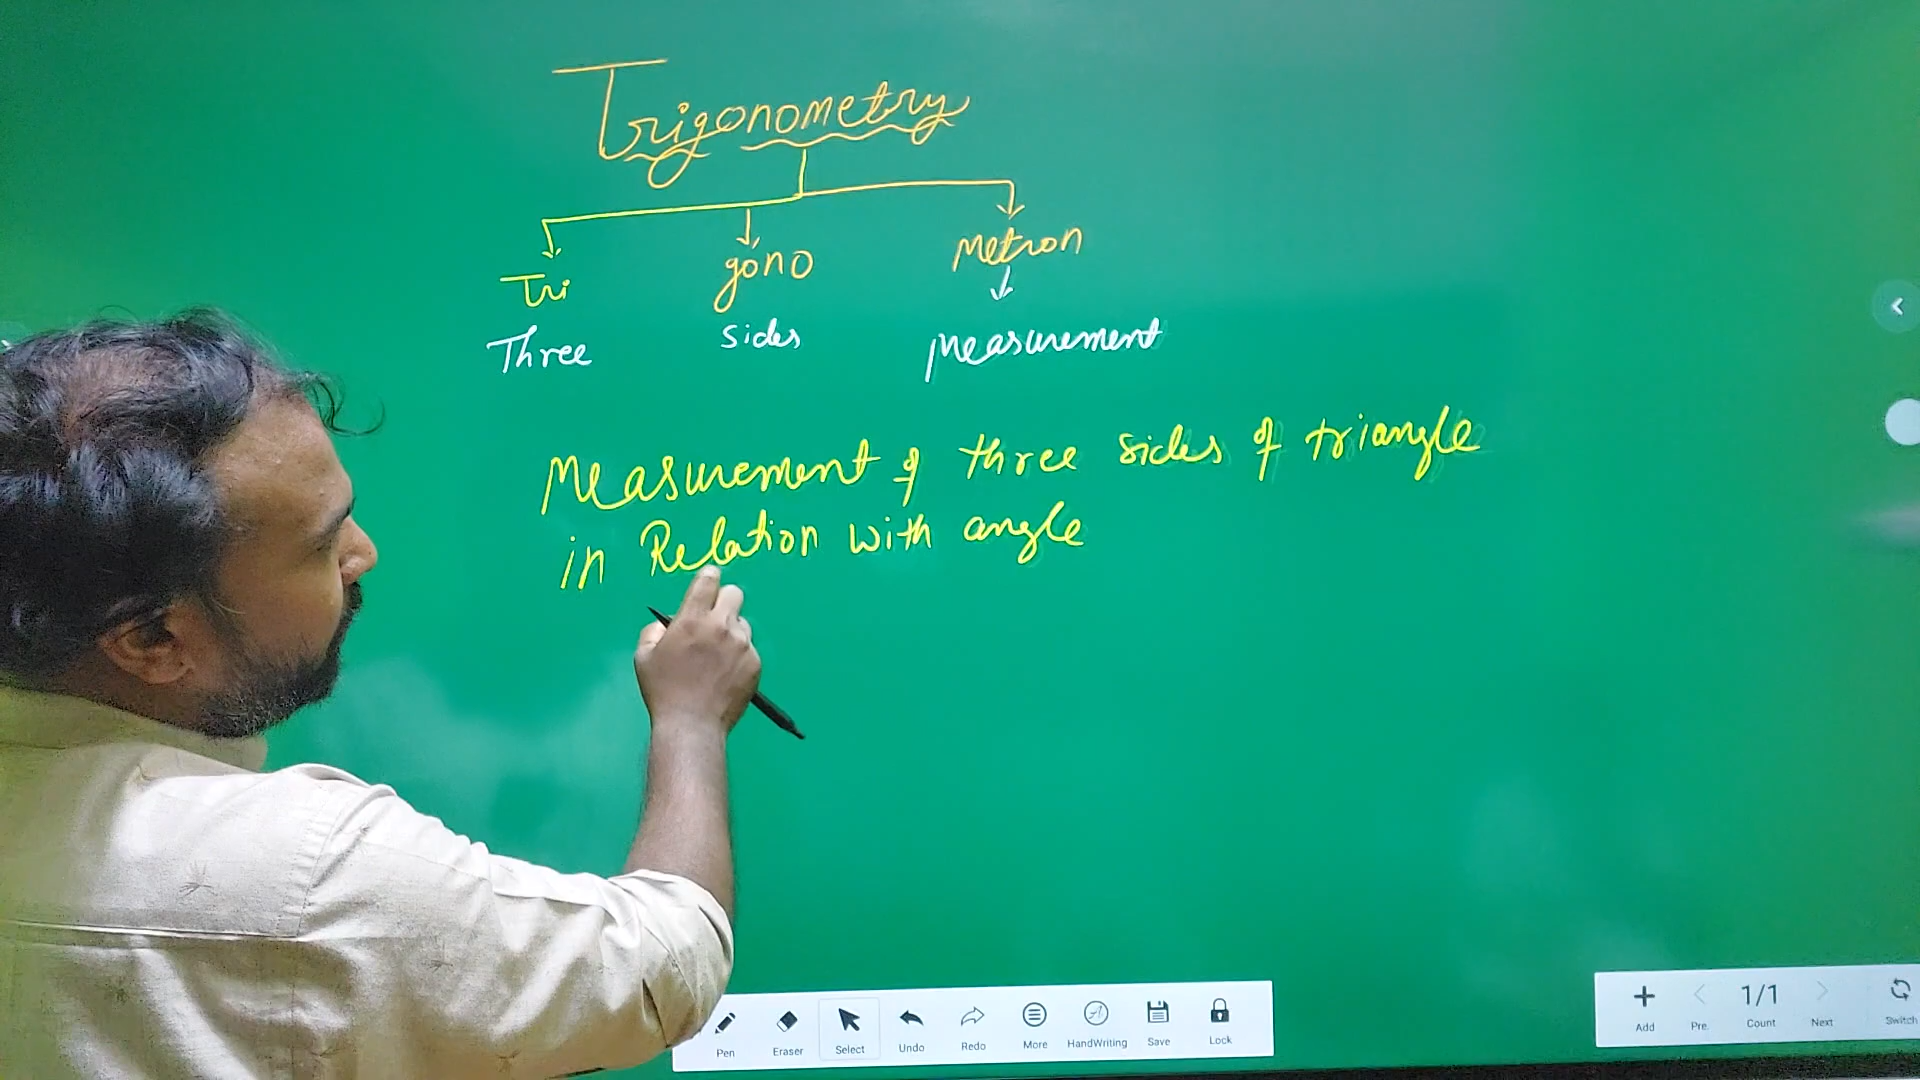 Trigonometry
Tri gono Metron
Three sides Measurement
Measurement of three sides of triangle
in Relation with angle
Pen Eraser Select Undo Redo More HandWriting Save Lock
Add Pre. 1/1 Count Next Switch